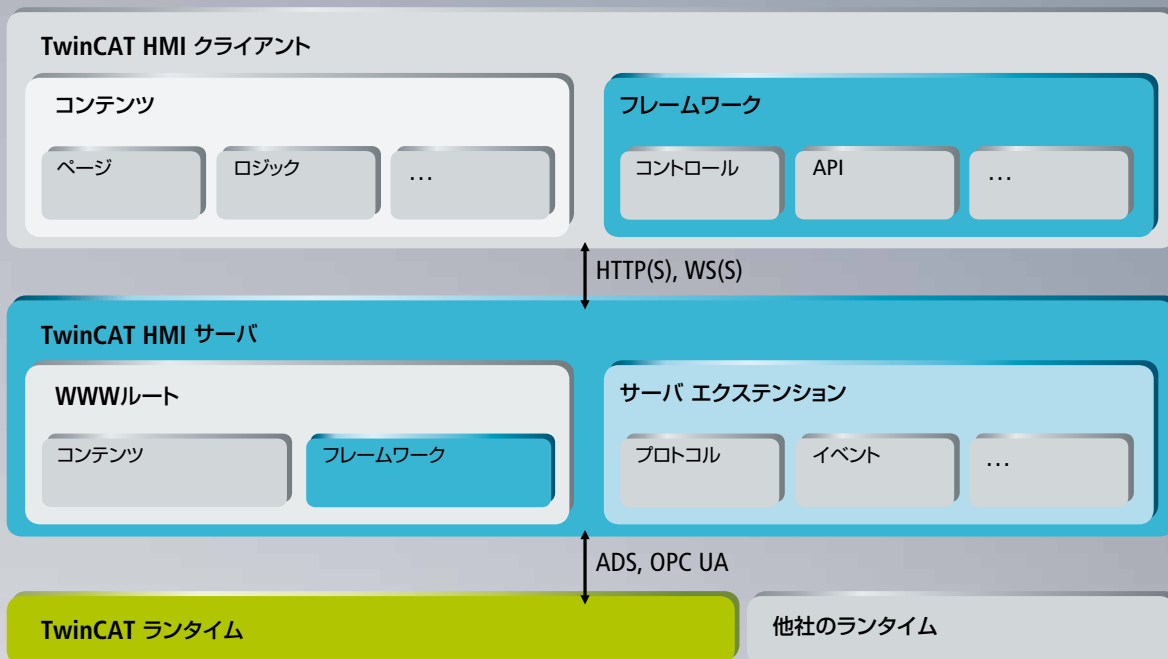 TwinCAT HMI クライアント
コンテンツ
ページ
ロジック
...
フレームワーク
コントロール
API
...
HTTP(S), WS(S)
TwinCAT HMI サーバ
WWWルート
コンテンツ
フレームワーク
サーバ エクステンション
プロトコル
イベント
...
ADS, OPC UA
TwinCAT ランタイム
他社のランタイム